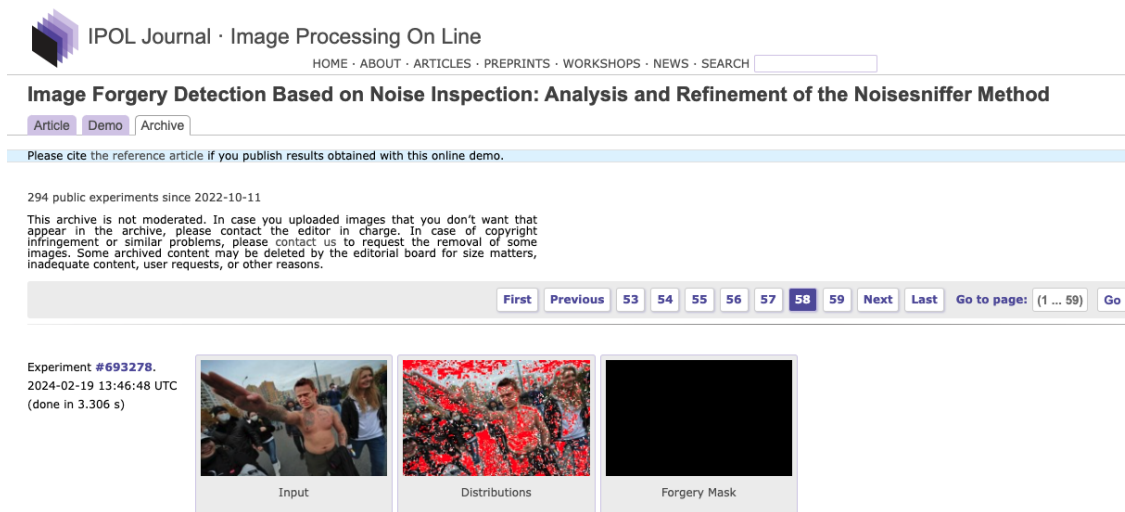 IPOL Journal · Image Processing On Line
HOME · ABOUT · ARTICLES · PREPRINTS · WORKSHOPS · NEWS · SEARCH
Image Forgery Detection Based on Noise Inspection: Analysis and Refinement of the Noisesniffer Method
Article Demo Archive
Please cite the reference article if you publish results obtained with this online demo.
294 public experiments since 2022-10-11
This archive is not moderated. In case you uploaded images that you don't want that
appear in the archive, please contact the editor in charge. In case of copyright
infringement or similar problems, please contact us to request the removal of some
images. Some archived content may be deleted by the editorial board for size matters,
inadequate content, user requests, or other reasons.
First Previous 53 54 55 56 57 58 59 Next Last Go to page: (1 ... 59) Go
Experiment #693278.
2024-02-19 13:46:48 UTC
(done in 3.306 s)
Input Distributions Forgery Mask